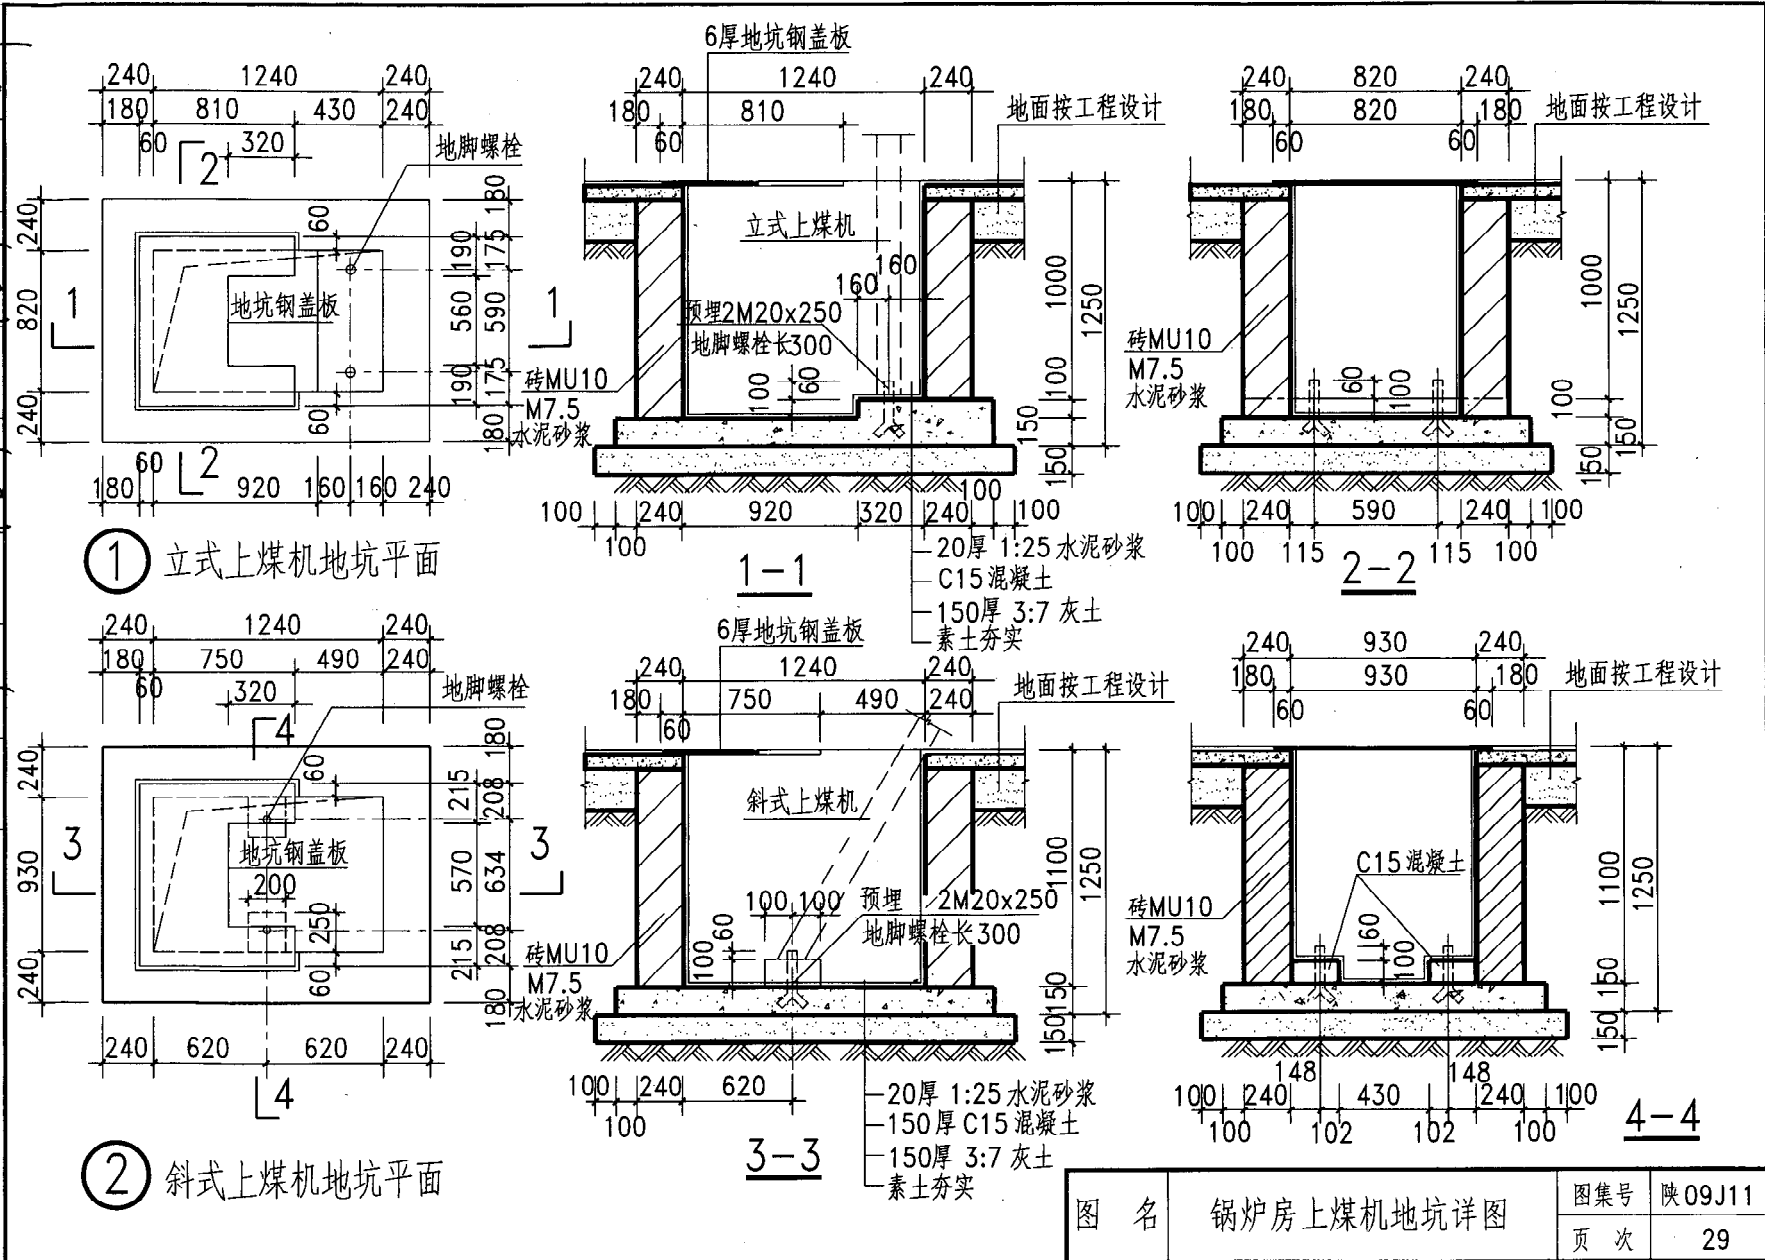 6厚地坑钢盖板
240 1240 240
180 810 430 240
60 320
地脚螺栓
2
180
240 820 240
60
190 560 190
175 590 175
180
60
1 1
地坑钢盖板
60
180 920 160 160 240
2
1 立式上煤机地坑平面
240 1240 240
180 810
60
地面按工程设计
立式上煤机
160 160
预埋2M20x250
地脚螺栓长300
砖MU10
M7.5
水泥砂浆
100 60
1000 1250
100
150
150
100 240 920 320 240 100 100
100
20厚 1:25 水泥砂浆
C15混凝土
150厚 3:7 灰土
素土夯实
1-1
240 820 240
180 820 180
60 60
地面按工程设计
砖MU10
M7.5
水泥砂浆
60 100
1000 1250
100
150
150
100 240 590 240 100
100 115 115 100
2-2
240 1240 240
180 750 490 240
60 320
地脚螺栓
4
180
240 930 240
60
215 570 215
208 634 208
180
3 3
地坑钢盖板
200
250
60
240 620 620 240
4
2 斜式上煤机地坑平面
6厚地坑钢盖板
240 1240 240
180 750 490 240
60
地面按工程设计
斜式上煤机
100 100
预埋 2M20x250
地脚螺栓长300
砖MU10
M7.5
水泥砂浆
60 100
1100 1250
150
150
100 240 620
100
20厚 1:25 水泥砂浆
150厚 C15 混凝土
150厚 3:7 灰土
素土夯实
3-3
240 930 240
180 930 180
60 60
地面按工程设计
C15混凝土
砖MU10
M7.5
水泥砂浆
60 100
1100 1250
150
150
148 148
100 240 430 240 100
100 102 102 100
4-4
图 名 锅炉房上煤机地坑详图
图集号 陕09J11
页 次 29